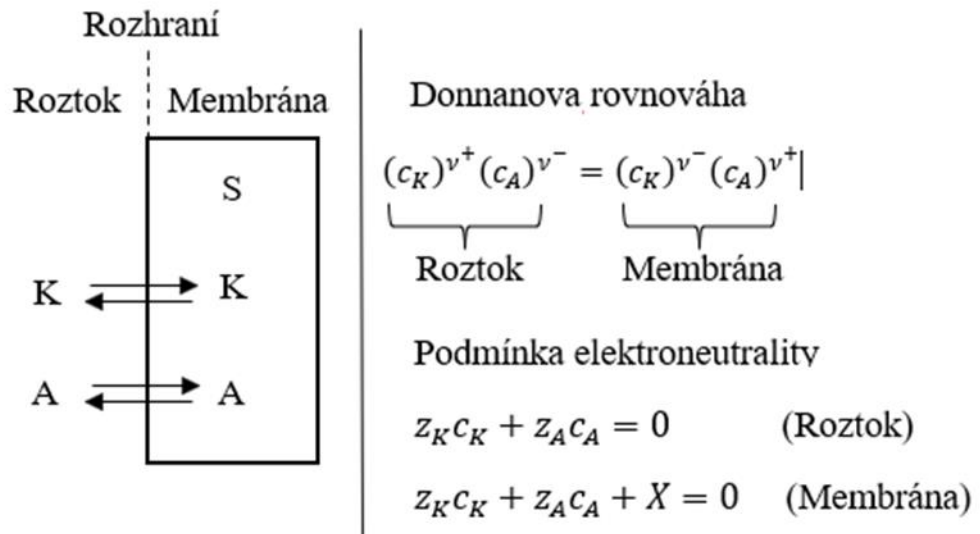 Rozhraní
Roztok Membrána
S
K K
A A
Donnanova rovnováha
(c_K)^{ν^+} (c_A)^{ν^-} = (c_K)^{ν^-} (c_A)^{ν^+}|
Roztok Membrána
Podmínka elektroneutrality
z_K c_K + z_A c_A = 0 (Roztok)
z_K c_K + z_A c_A + X = 0 (Membrána)